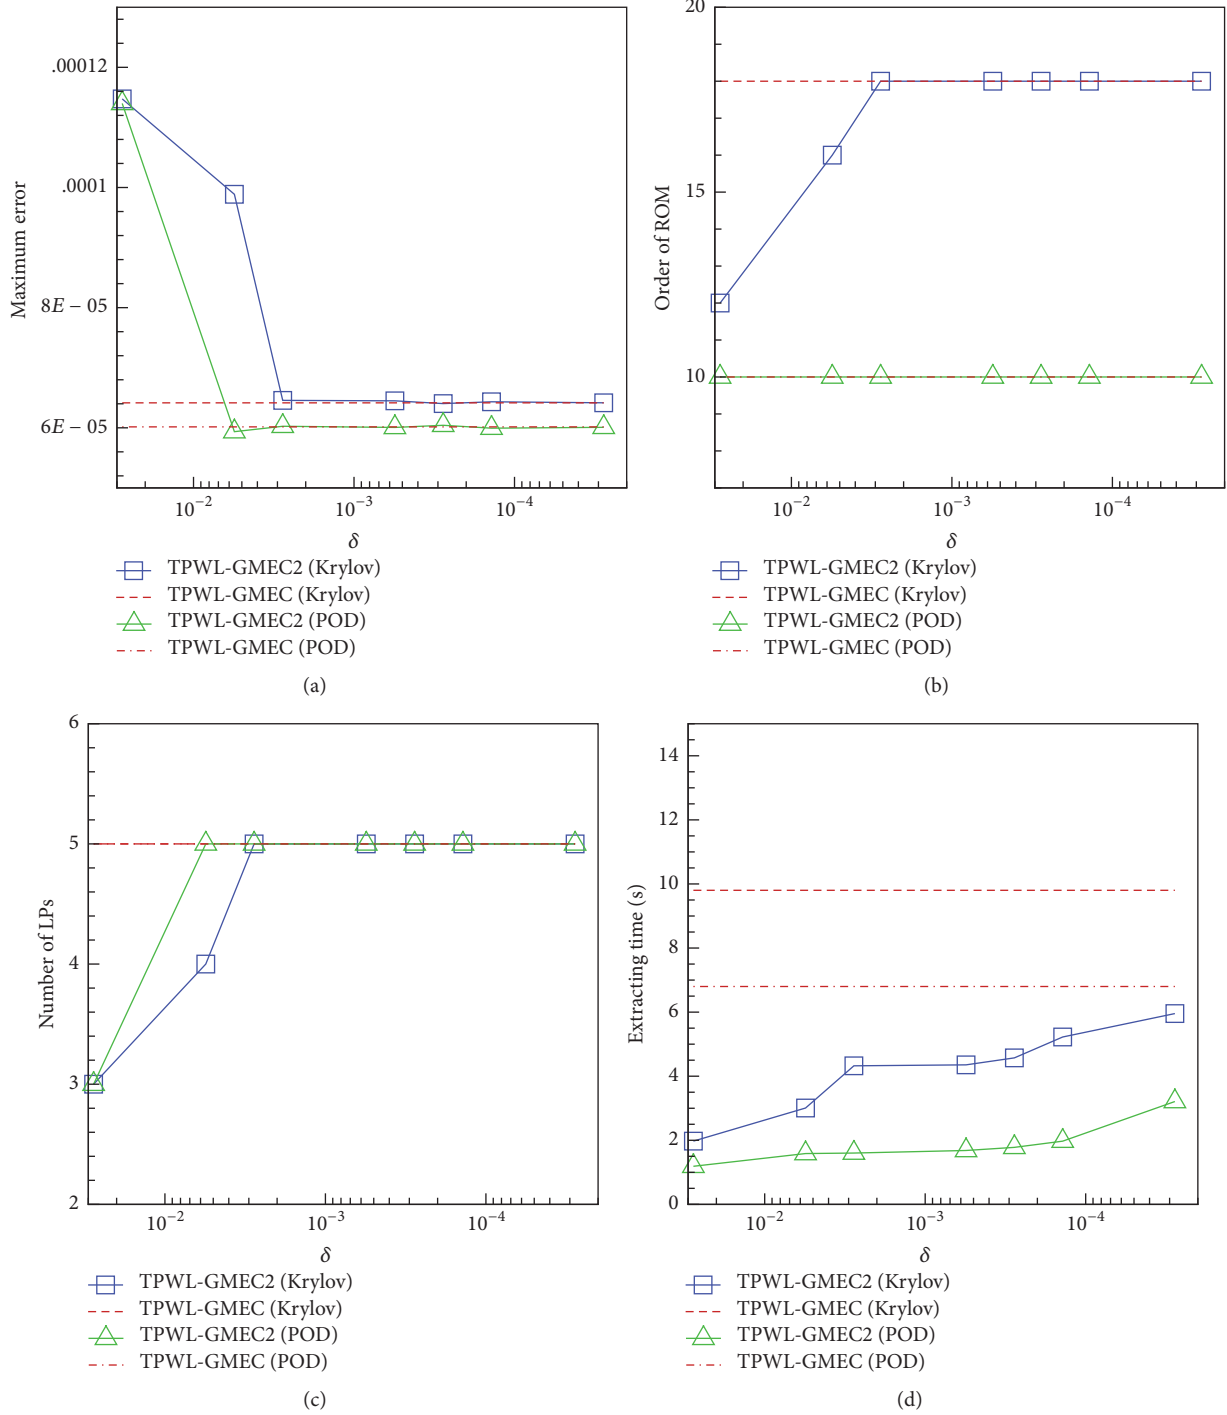 .00012
.0001
8E − 05
6E − 05
Maximum error
10−2
10−3
10−4
δ
TPWL-GMEC2 (Krylov)
TPWL-GMEC (Krylov)
TPWL-GMEC2 (POD)
TPWL-GMEC (POD)
(a)
20
15
10
Order of ROM
10−2
10−3
10−4
δ
TPWL-GMEC2 (Krylov)
TPWL-GMEC (Krylov)
TPWL-GMEC2 (POD)
TPWL-GMEC (POD)
(b)
6
5
4
3
2
Number of LPs
10−2
10−3
10−4
δ
TPWL-GMEC2 (Krylov)
TPWL-GMEC (Krylov)
TPWL-GMEC2 (POD)
TPWL-GMEC (POD)
(c)
14
12
10
8
6
4
2
0
Extracting time (s)
10−2
10−3
10−4
δ
TPWL-GMEC2 (Krylov)
TPWL-GMEC (Krylov)
TPWL-GMEC2 (POD)
TPWL-GMEC (POD)
(d)